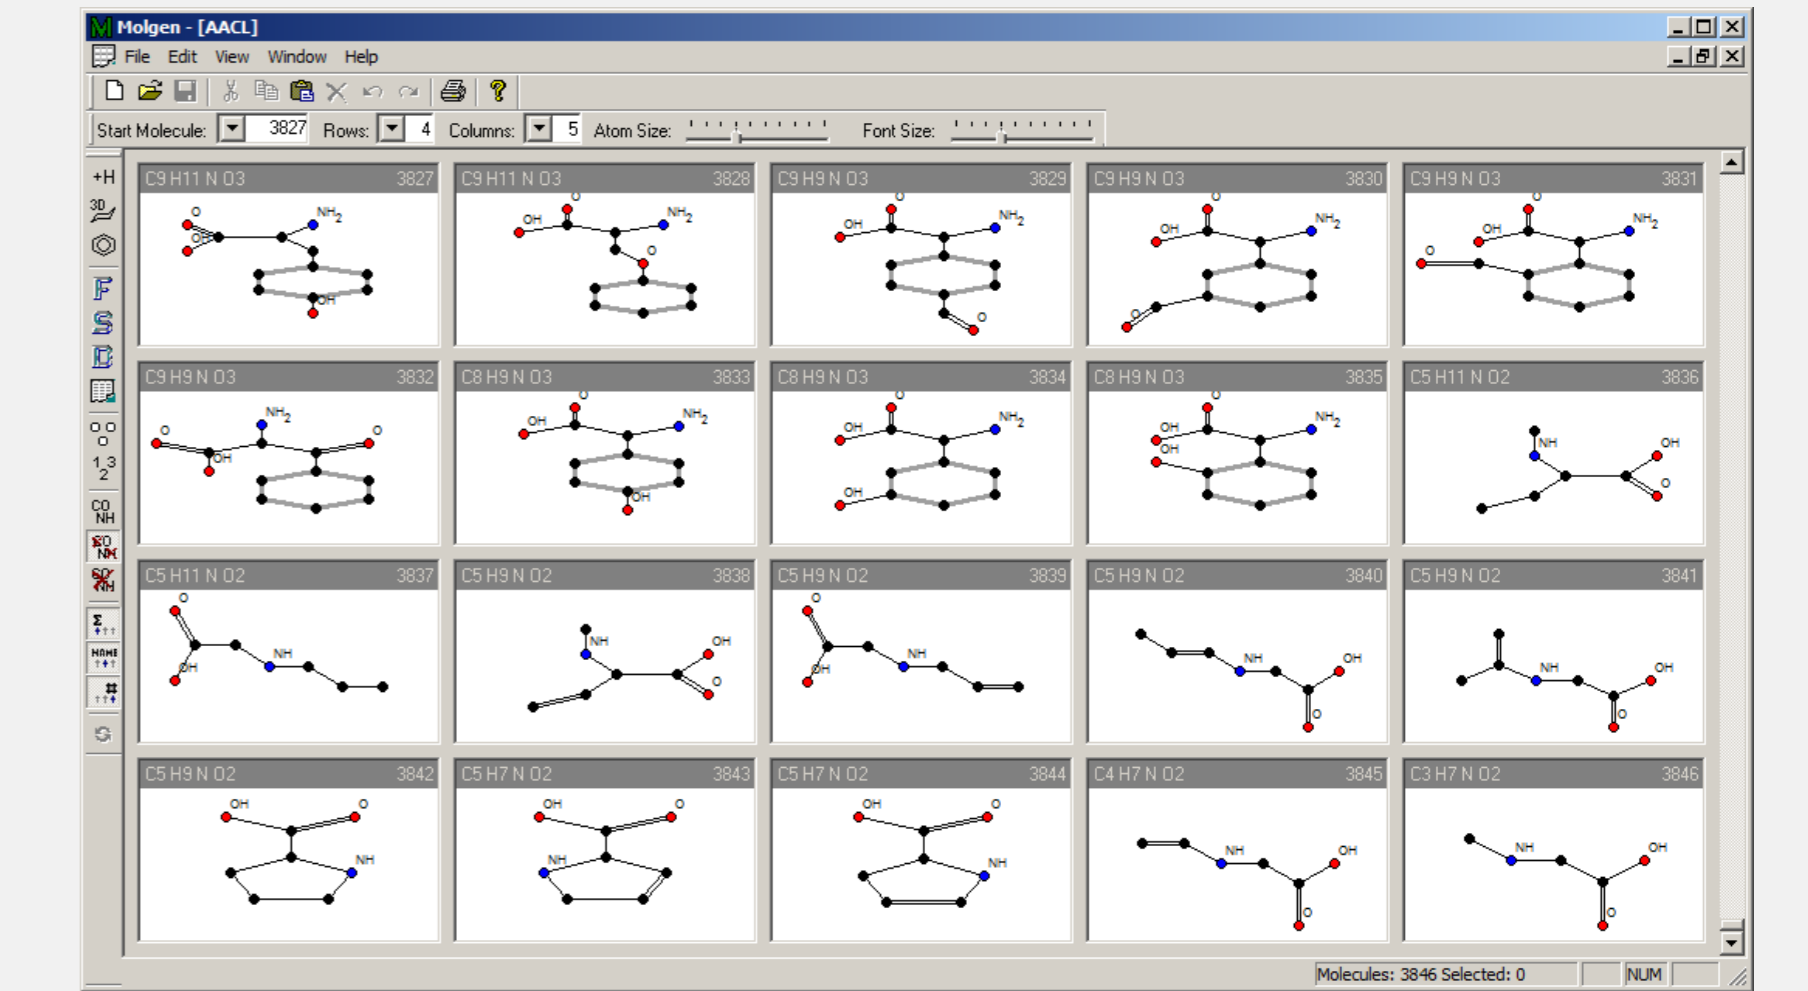 Molgen - [AACL]
File Edit View Window Help
Start Molecule: 3827 Rows: 4 Columns: 5 Atom Size: Font Size:
+H
3D
F
S
D
1 2 3
CO NH
CO NH
CO NH
Σ
NAME
#
C9 H11 N O3 3827
O OH NH2 OH
C9 H11 N O3 3828
OH O NH2 O
C9 H9 N O3 3829
OH O NH2 O
C9 H9 N O3 3830
OH O NH2 O
C9 H9 N O3 3831
O OH O NH2
C9 H9 N O3 3832
O OH NH2 O
C8 H9 N O3 3833
OH O NH2 OH
C8 H9 N O3 3834
OH O NH2 OH
C8 H9 N O3 3835
OH O NH2 OH
C5 H11 N O2 3836
NH OH O
C5 H11 N O2 3837
O OH NH
C5 H9 N O2 3838
NH OH O
C5 H9 N O2 3839
O OH NH
C5 H9 N O2 3840
NH OH O
C5 H9 N O2 3841
NH OH O
C5 H9 N O2 3842
OH O NH
C5 H7 N O2 3843
OH O NH
C5 H7 N O2 3844
OH O NH
C4 H7 N O2 3845
NH OH O
C3 H7 N O2 3846
NH OH O
Molecules: 3846 Selected: 0 NUM